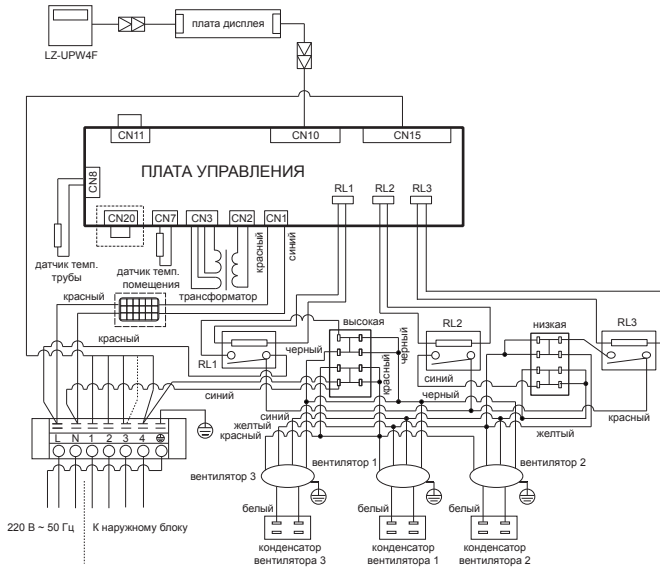 плата дисплея
LZ-UPW4F
CN11
CN10
CN15
ПЛАТА УПРАВЛЕНИЯ
CN8
RL1
RL2
RL3
CN20
CN7
CN3
CN2
CN1
красный
синий
датчик темп.
трубы
датчик темп.
помещения
трансформатор
красный
красный
RL1
черный
высокая
красный
черный
RL2
низкая
RL3
синий
синий
черный
красный
синий
желтый
красный
желтый
L
N
1
2
3
4
вентилятор 3
вентилятор 1
вентилятор 2
белый
белый
белый
220 В ~ 50 Гц
К наружному блоку
конденсатор
вентилятора 3
конденсатор
вентилятора 1
конденсатор
вентилятора 2